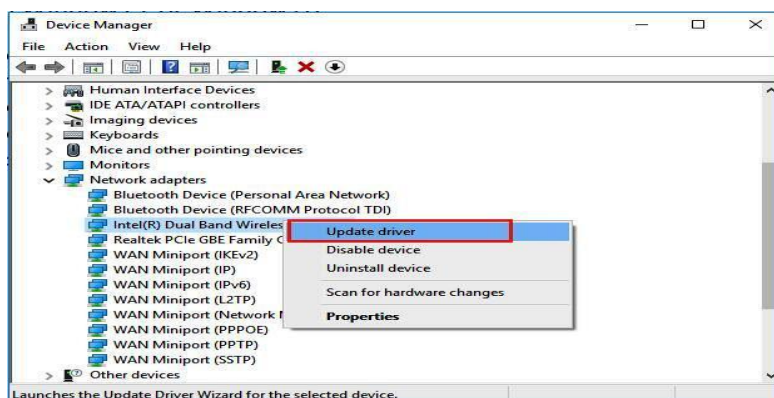 Device Manager
File Action View Help
Human Interface Devices
IDE ATA/ATAPI controllers
Imaging devices
Keyboards
Mice and other pointing devices
Monitors
Network adapters
Bluetooth Device (Personal Area Network)
Bluetooth Device (RFCOMM Protocol TDI)
Intel(R) Dual Band
Update driver
Realtek PCIe GBE Family
Disable device
WAN Miniport (IKEv2)
WAN Miniport (IP)
Uninstall device
WAN Miniport (IPv6)
Scan for hardware changes
WAN Miniport (L2TP)
WAN Miniport (Network
Properties
WAN Miniport (PPPOE)
WAN Miniport (PPTP)
WAN Miniport (SSTP)
Other devices
Launches the Update Driver Wizard for the selected device.